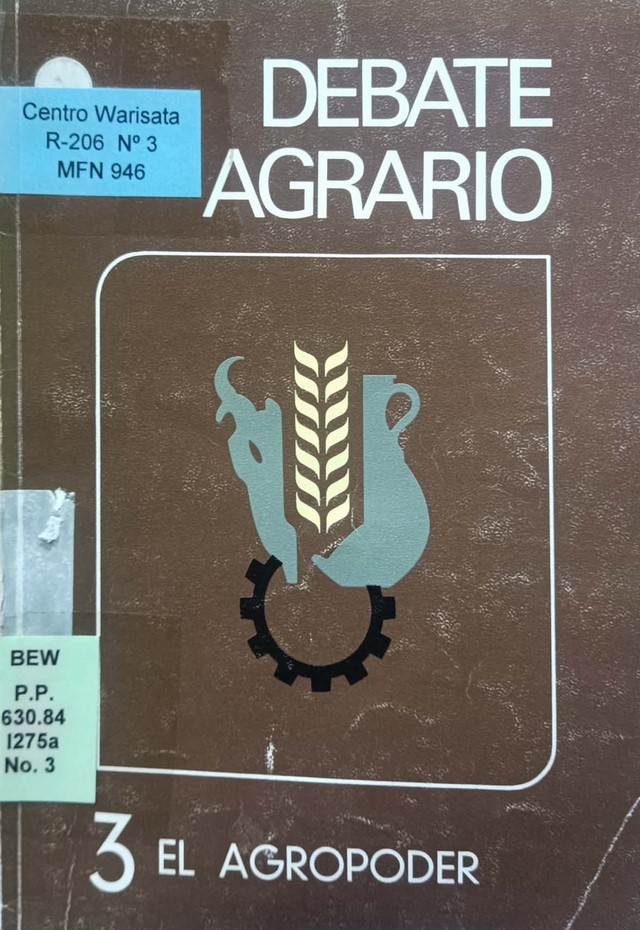 DEBATE
AGRARIO
Centro Warisata
R-206 Nº 3
MFN 946
BEW
P.P.
630.84
I275a
No. 3
3 EL AGROPODER